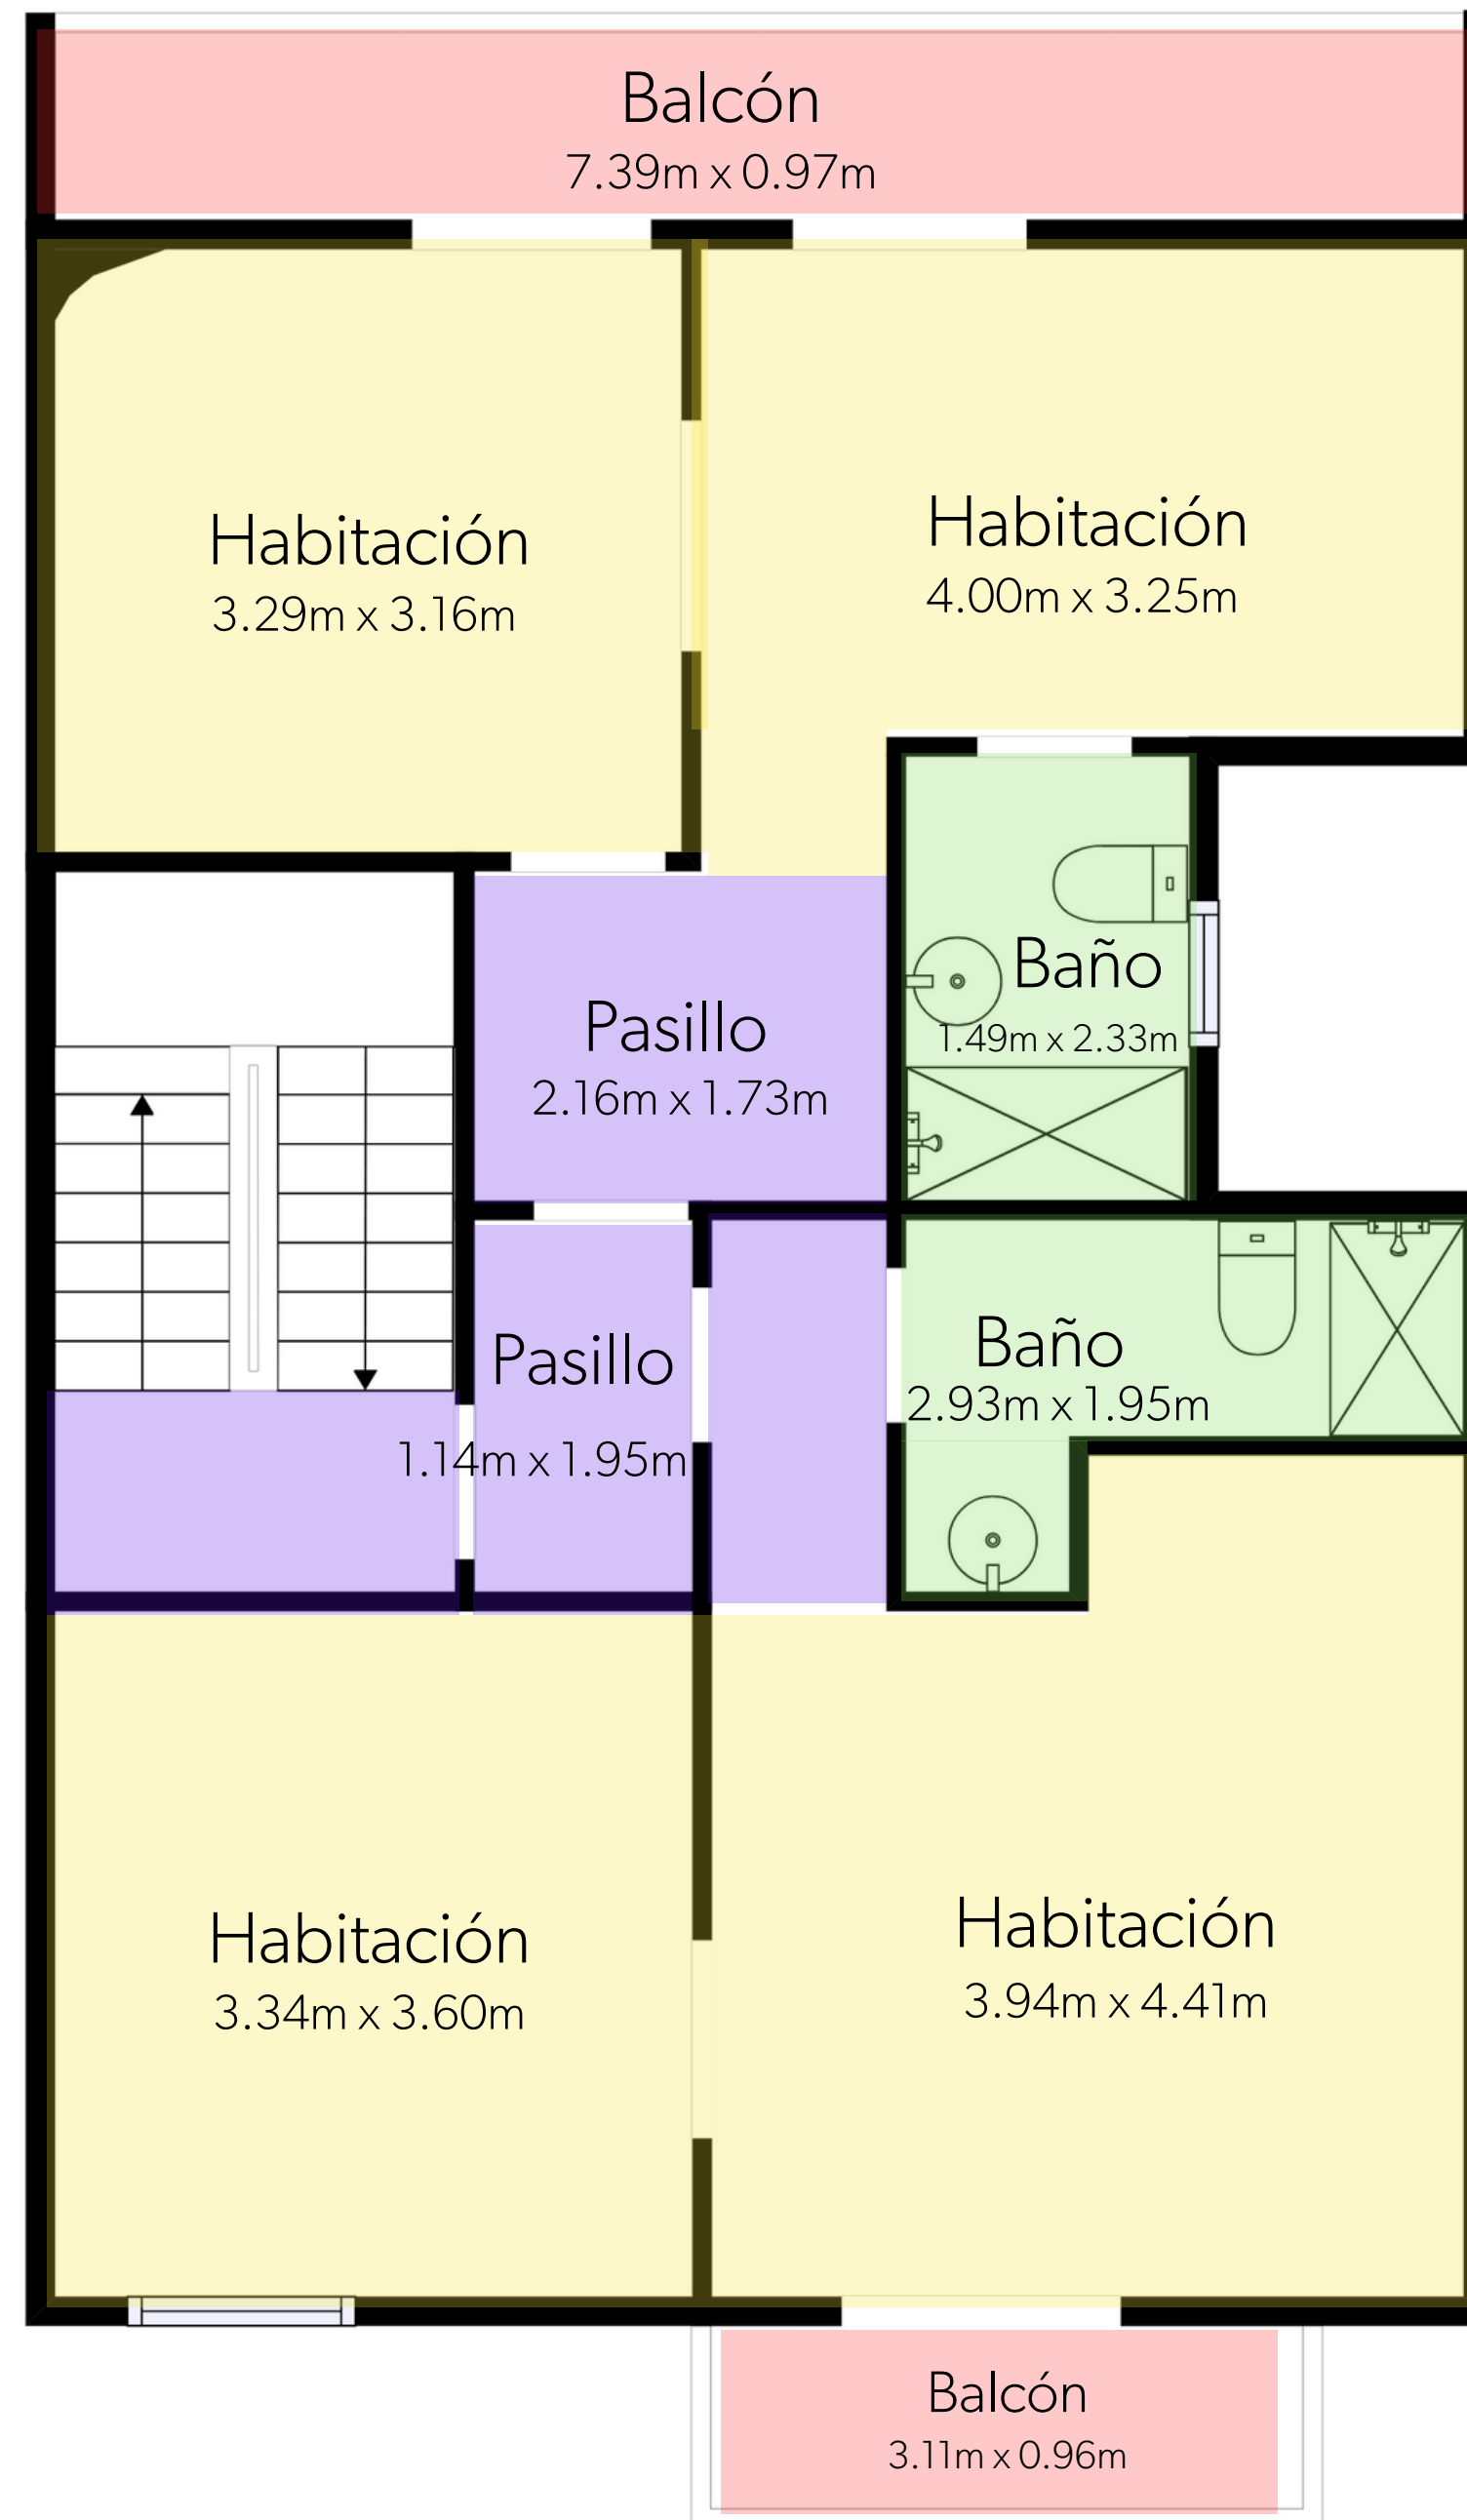 Balcón
7.39m x 0.97m
Habitación
3.29m x 3.16m
Habitación
4.00m x 3.25m
Baño
1.49m x 2.33m
Pasillo
2.16m x 1.73m
Pasillo
1.14m x 1.95m
Baño
2.93m x 1.95m
Habitación
3.34m x 3.60m
Habitación
3.94m x 4.41m
Balcón
3.11m x 0.96m